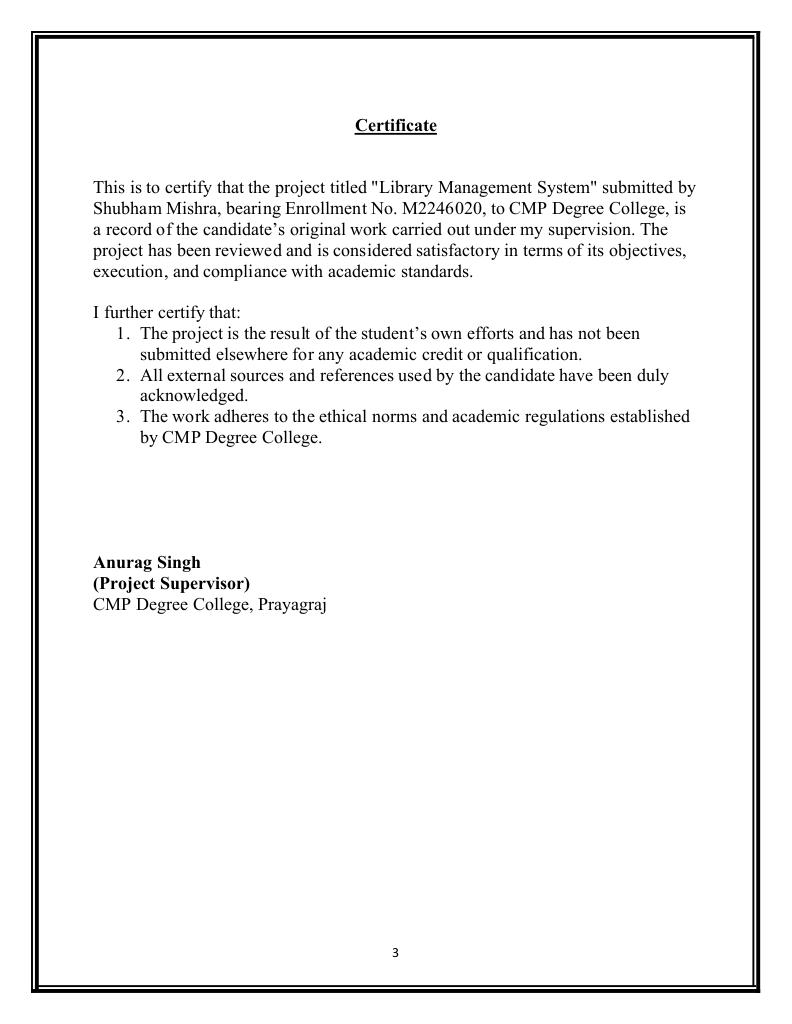 Certificate
This is to certify that the project titled "Library Management System" submitted by
Shubham Mishra, bearing Enrollment No. M2246020, to CMP Degree College, is
a record of the candidate’s original work carried out under my supervision. The
project has been reviewed and is considered satisfactory in terms of its objectives,
execution, and compliance with academic standards.
I further certify that:
1. The project is the result of the student’s own efforts and has not been
submitted elsewhere for any academic credit or qualification.
2. All external sources and references used by the candidate have been duly
acknowledged.
3. The work adheres to the ethical norms and academic regulations established
by CMP Degree College.
Anurag Singh
(Project Supervisor)
CMP Degree College, Prayagraj
3